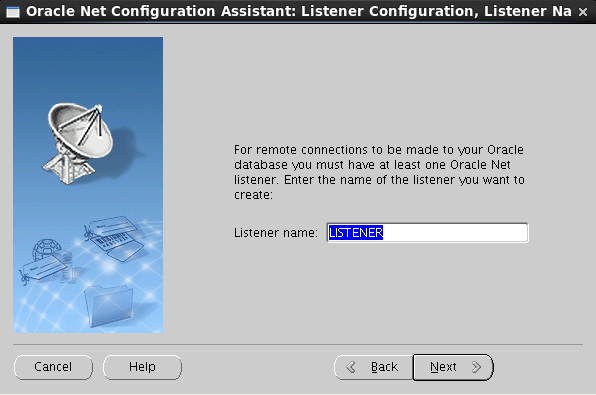 Oracle Net Configuration Assistant: Listener Configuration, Listener Na
For remote connections to be made to your Oracle
database you must have at least one Oracle Net
listener. Enter the name of the listener you want to
create:
Listener name: LISTENER
Cancel Help Back Next